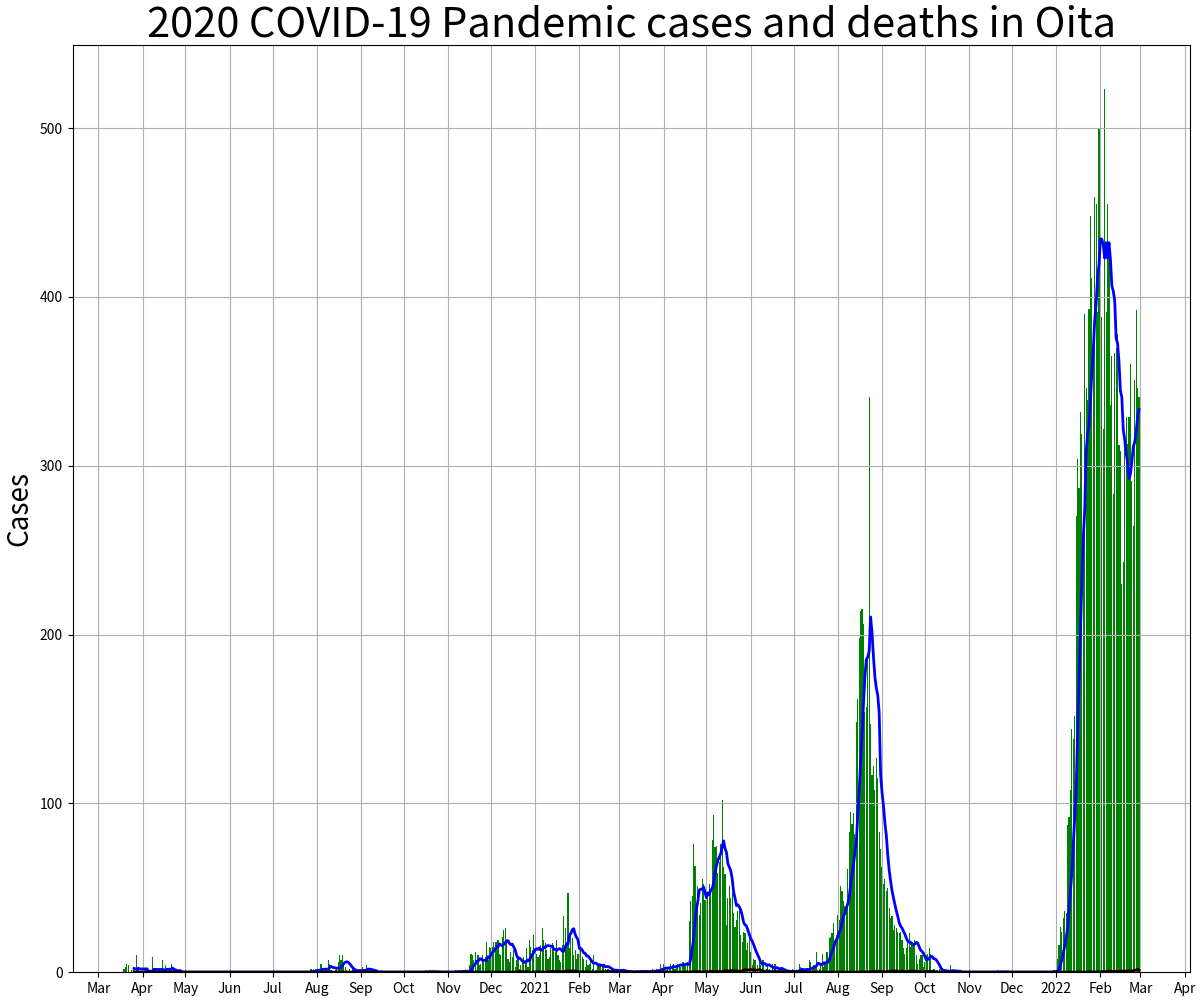 2020 COVID-19 Pandemic cases and deaths in Oita
Cases
500
400
300
200
100
0
Mar Apr May Jun Jul Aug Sep Oct Nov Dec 2021 Feb Mar Apr May Jun Jul Aug Sep Oct Nov Dec 2022 Feb Mar Apr